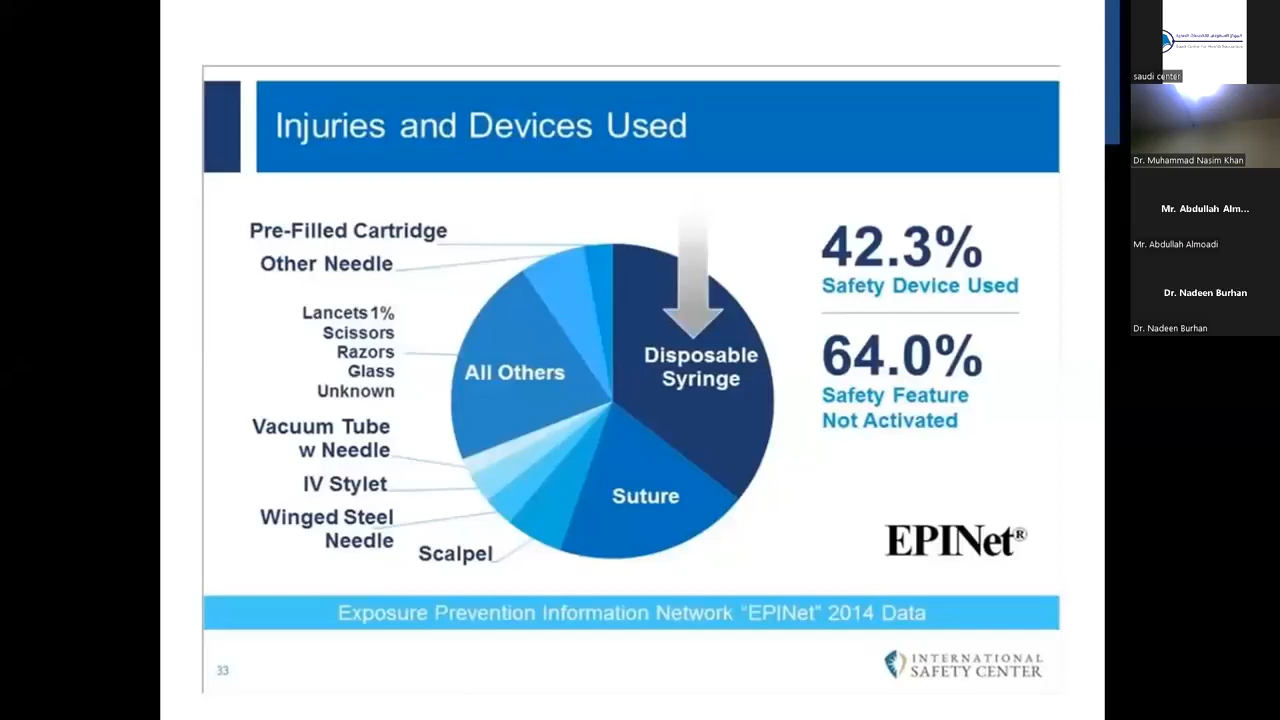 Injuries and Devices Used
Pre-Filled Cartridge
Other Needle
Lancets 1%
Scissors
Razors
Glass
Unknown
Vacuum Tube
w Needle
IV Stylet
Winged Steel
Needle
Scalpel
All Others
Disposable
Syringe
Suture
42.3%
Safety Device Used
64.0%
Safety Feature
Not Activated
EPINet®
Exposure Prevention Information Network “EPINet” 2014 Data
33
INTERNATIONAL
SAFETY CENTER
saudi center
Dr. Muhammad Nasim Khan
Mr. Abdullah Alm...
Mr. Abdullah Almoadi
Dr. Nadeen Burhan
Dr. Nadeen Burhan